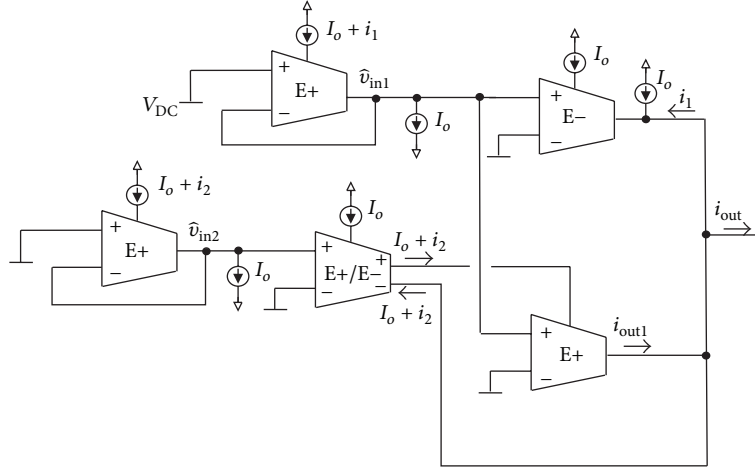 I_o + i_1
+
E+
−
V_DC
v̂_in1
I_o
I_o
+
E−
−
I_o
i_1
I_o + i_2
+
E+
−
v̂_in2
I_o
I_o
+
E+/E−
−
+
−
I_o + i_2
I_o + i_2
i_out
+
E+
−
i_out1